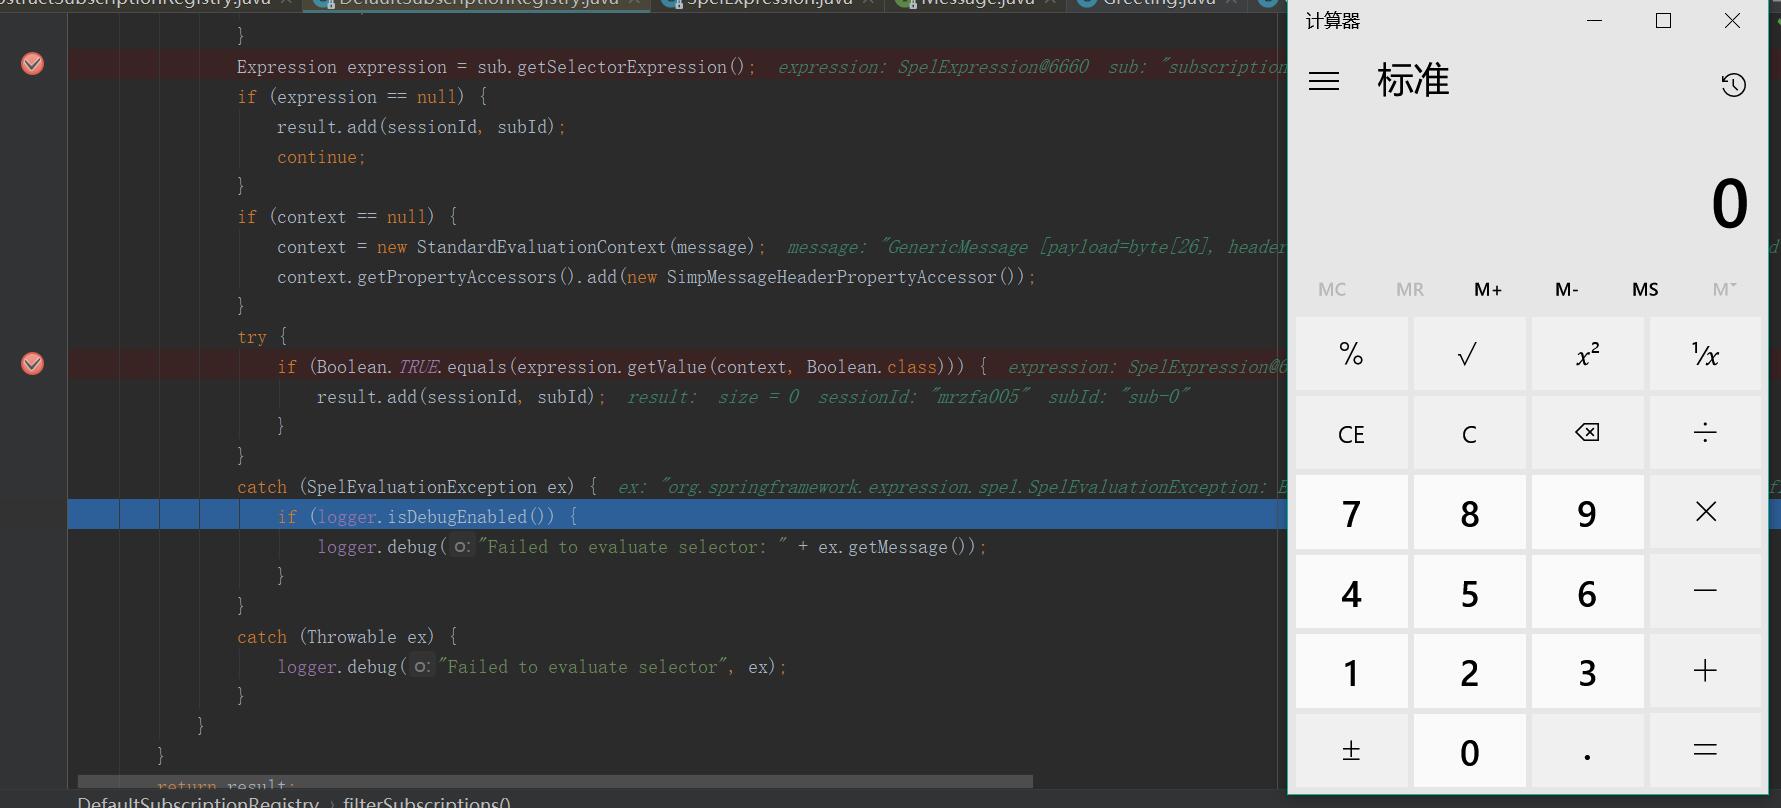 DefaultSubscriptionRegistry.java
SpelExpression.java
Message.java
Greeting.java
}
Expression expression = sub.getSelectorExpression(); expression: SpelExpression@6660 sub: "subscription
if (expression == null) {
result.add(sessionId, subId);
continue;
}
if (context == null) {
context = new StandardEvaluationContext(message); message: "GenericMessage [payload=byte[26], header
context.getPropertyAccessors().add(new SimpMessageHeaderPropertyAccessor());
}
try {
if (Boolean.TRUE.equals(expression.getValue(context, Boolean.class))) { expression: SpelExpression@6
result.add(sessionId, subId); result: size = 0 sessionId: "mrzfa005" subId: "sub-0"
}
}
catch (SpelEvaluationException ex) { ex: "org.springframework.expression.spel.SpelEvaluationException: E
if (logger.isDebugEnabled()) {
logger.debug( o: "Failed to evaluate selector: " + ex.getMessage());
}
}
catch (Throwable ex) {
logger.debug( o: "Failed to evaluate selector", ex);
}
}
}
return result;
DefaultSubscriptionRegistry › filterSubscriptions()
计算器
标准
0
MC MR M+ M- MS M˅
% √ x² ¹/x
CE C ÷
7 8 9 ×
4 5 6 −
1 2 3 +
± 0 . =